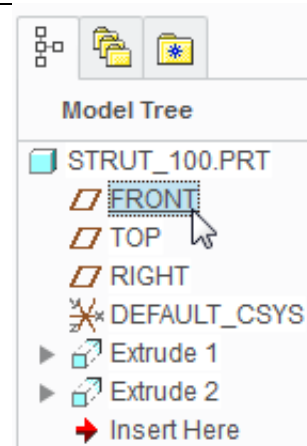 Model Tree
STRUT_100.PRT
FRONT
TOP
RIGHT
DEFAULT_CSYS
Extrude 1
Extrude 2
Insert Here